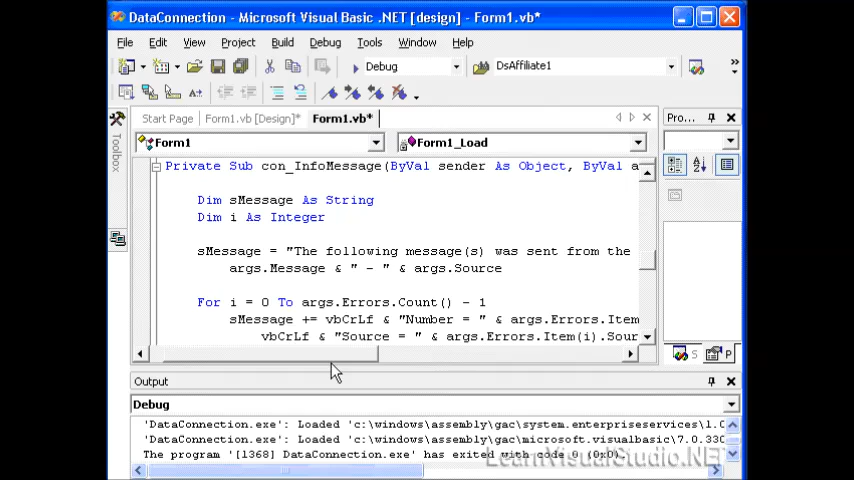 DataConnection - Microsoft Visual Basic .NET [design] - Form1.vb*
File Edit View Project Build Debug Tools Window Help
Debug DsAffiliate1
Start Page Form1.vb [Design]* Form1.vb* Pro...
Form1 Form1_Load
Toolbox
Private Sub con_InfoMessage(ByVal sender As Object, ByVal a
Dim sMessage As String
Dim i As Integer
sMessage = "The following message(s) was sent from the
args.Message & " - " & args.Source
For i = 0 To args.Errors.Count() - 1
sMessage += vbCrLf & "Number = " & args.Errors.Item
vbCrLf & "Source = " & args.Errors.Item(i).Sour
S P
Output
Debug
'DataConnection.exe': Loaded 'c:\windows\assembly\gac\system.enterpriseservices\1.0
'DataConnection.exe': Loaded 'c:\windows\assembly\gac\microsoft.visualbasic\7.0.330
The program '[1368] DataConnection.exe' has exited with code 0 (0x0).
LearnVisualStudio.NET